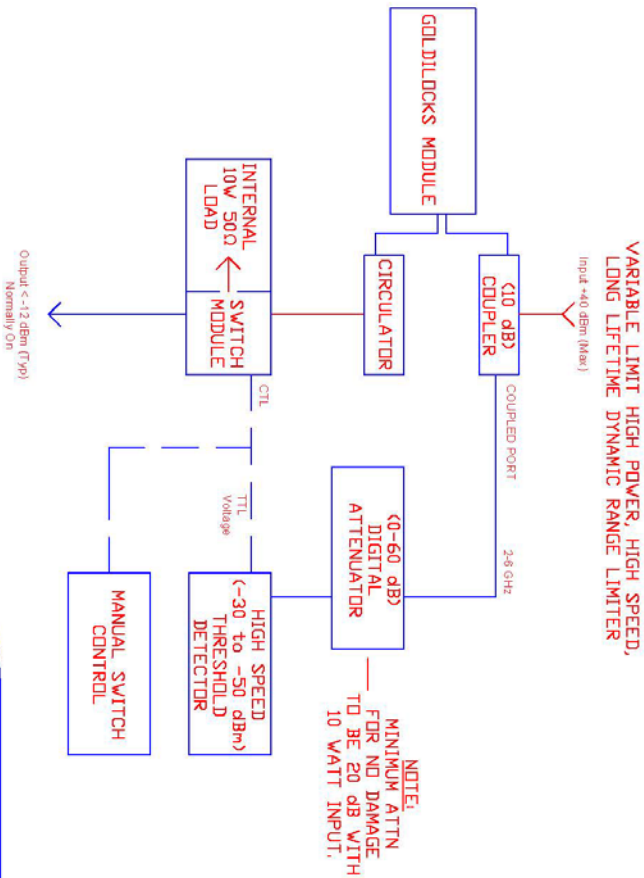 VARIABLE LIMIT HIGH POWER, HIGH SPEED,
LONG LIFETIME DYNAMIC RANGE LIMITER
Input +40 dBm (Max)
(10 dB)
COUPLER
COUPLED PORT
2-6 GHz
GOLDILOCKS MODULE
CIRCULATOR
(0-60 dB)
DIGITAL
ATTENUATOR
NOTE:
MINIMUM ATTN
FOR NO DAMAGE
TO BE 20 dB WITH
10 WATT INPUT.
INTERNAL
10W 50Ω
LOAD
SWITCH
MODULE
CTL
TTL
Voltage
HIGH SPEED
(-30 to -50 dBm)
THRESHOLD
DETECTOR
MANUAL SWITCH
CONTROL
Output < -12 dBm (Typ)
Normally On